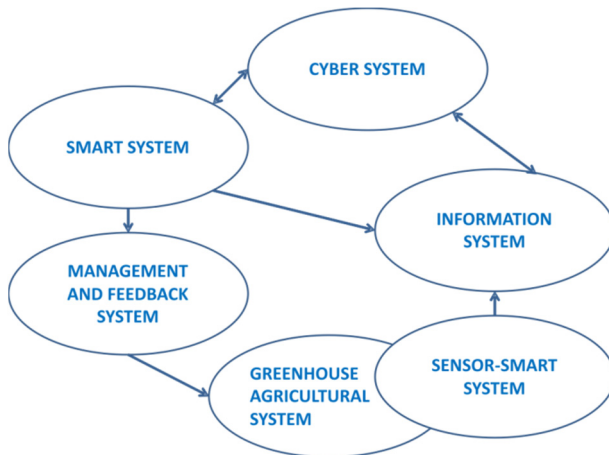 CYBER SYSTEM
SMART SYSTEM
INFORMATION
SYSTEM
MANAGEMENT
AND FEEDBACK
SYSTEM
GREENHOUSE
AGRICULTURAL
SYSTEM
SENSOR-SMART
SYSTEM